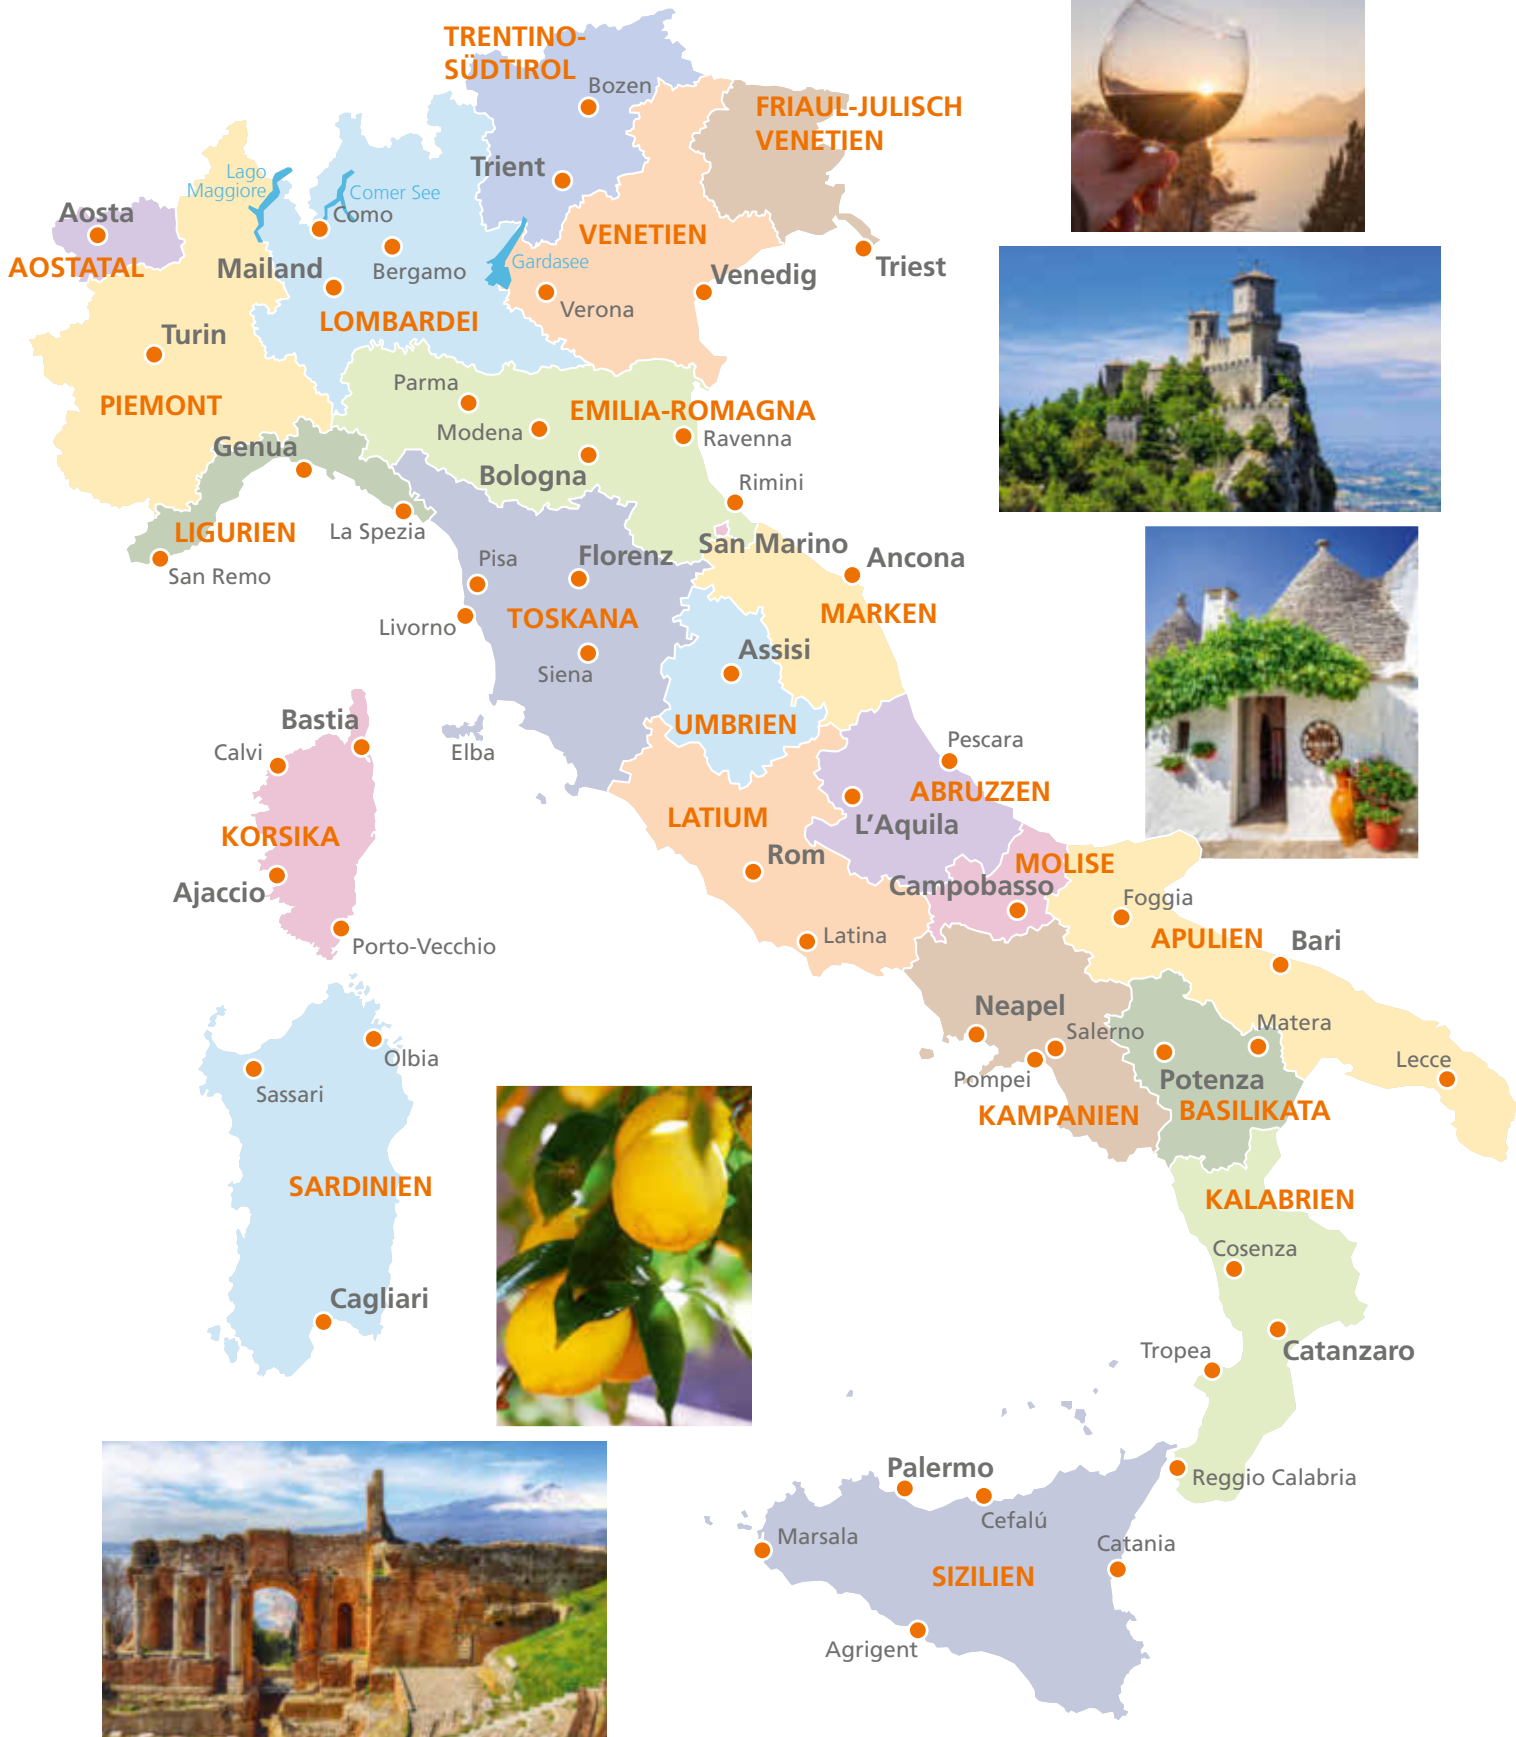 TRENTINO-
SÜDTIROL
Bozen
FRIAUL-JULISCH
VENETIEN
Trient
Lago
Maggiore
Comer See
Como
Aosta
AOSTATAL
VENETIEN
Mailand
Bergamo
Gardasee
Venedig
Triest
Verona
LOMBARDEI
Turin
PIEMONT
Parma
EMILIA-ROMAGNA
Modena
Ravenna
Genua
Bologna
Rimini
LIGURIEN
La Spezia
San Marino
San Remo
Pisa
Florenz
Ancona
TOSKANA
MARKEN
Livorno
Assisi
Siena
UMBRIEN
Bastia
Calvi
Elba
Pescara
ABRUZZEN
LATIUM
L’Aquila
KORSIKA
Rom
MOLISE
Ajaccio
Campobasso
Foggia
Porto-Vecchio
Latina
APULIEN
Bari
Neapel
Salerno
Matera
Olbia
Lecce
Sassari
Pompei
Potenza
KAMPANIEN
BASILIKATA
SARDINIEN
KALABRIEN
Cosenza
Cagliari
Tropea
Catanzaro
Palermo
Reggio Calabria
Cefalú
Marsala
Catania
SIZILIEN
Agrigent